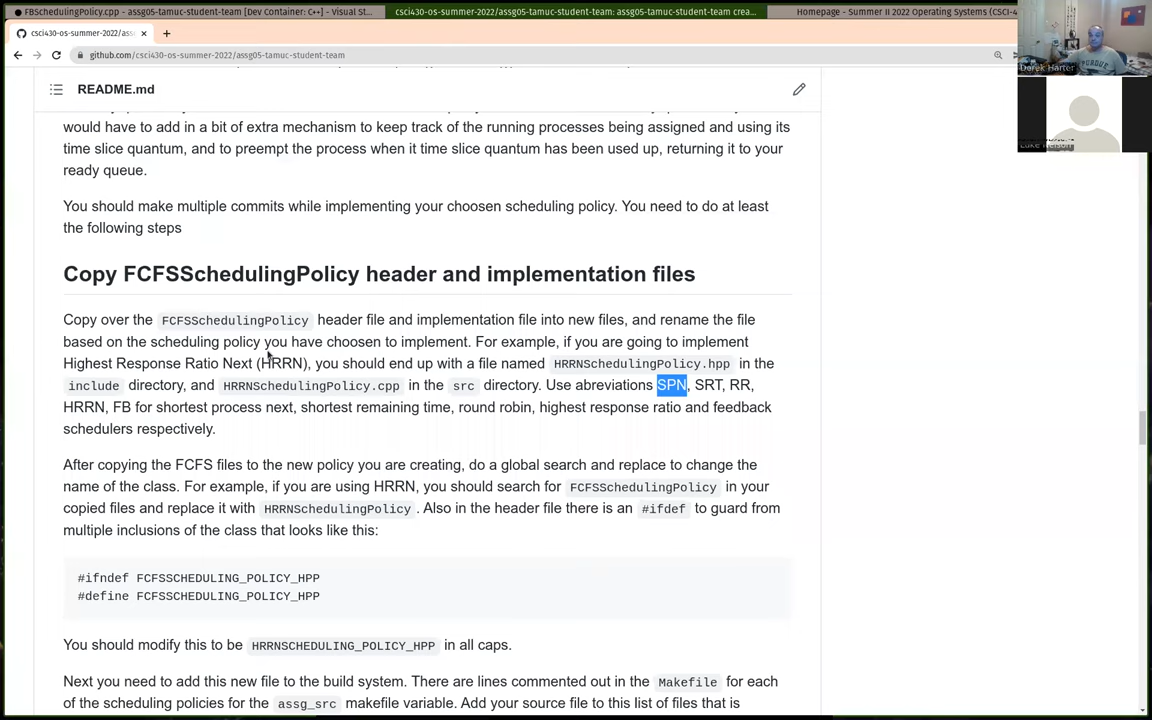 FBSchedulingPolicy.cpp - assg05-tamuc-student-team [Dev Container: C++] - Visual St...
csci430-os-summer-2022/assg05-tamuc-student-team: assg05-tamuc-student-team crea...
Homepage - Summer II 2022 Operating Systems (CSCI-4
csci430-os-summer-2022/ass
github.com/csci430-os-summer-2022/assg05-tamuc-student-team
Derek Harter
PURDUE
README.md
would have to add in a bit of extra mechanism to keep track of the running processes being assigned and using its
time slice quantum, and to preempt the process when it time slice quantum has been used up, returning it to your
ready queue.
You should make multiple commits while implementing your choosen scheduling policy. You need to do at least
the following steps
Copy FCFSSchedulingPolicy header and implementation files
Copy over the FCFSSchedulingPolicy header file and implementation file into new files, and rename the file
based on the scheduling policy you have choosen to implement. For example, if you are going to implement
Highest Response Ratio Next (HRRN), you should end up with a file named HRRNSchedulingPolicy.hpp in the
include directory, and HRRNSchedulingPolicy.cpp in the src directory. Use abreviations SPN, SRT, RR,
HRRN, FB for shortest process next, shortest remaining time, round robin, highest response ratio and feedback
schedulers respectively.
After copying the FCFS files to the new policy you are creating, do a global search and replace to change the
name of the class. For example, if you are using HRRN, you should search for FCFSSchedulingPolicy in your
copied files and replace it with HRRNSchedulingPolicy. Also in the header file there is an #ifdef to guard from
multiple inclusions of the class that looks like this:
#ifndef FCFSSCHEDULING_POLICY_HPP
#define FCFSSCHEDULING_POLICY_HPP
You should modify this to be HRRNSCHEDULING_POLICY_HPP in all caps.
Next you need to add this new file to the build system. There are lines commented out in the Makefile for each
of the scheduling policies for the assg_src makefile variable. Add your source file to this list of files that is